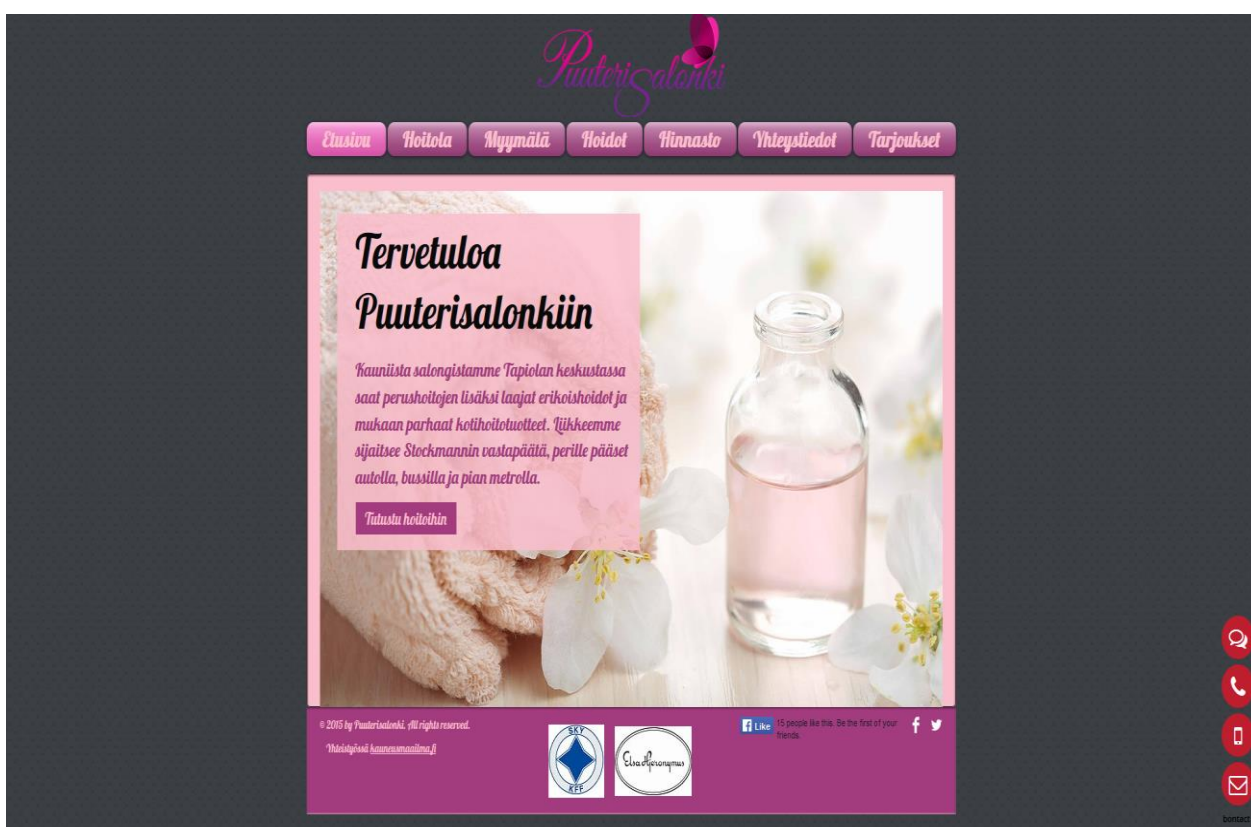 Puuterisalonki
Etusivu Hoitola Myymälä Hoidot Hinnasto Yhteystiedot Tarjoukset
Tervetuloa
Puuterisalonkiin
Kauniista salongistamme Tapiolan keskustassa
saat perushoitojen lisäksi laajat erikoishoidot ja
mukaan parhaat kotihoitotuotteet. Liikkeemme
sijaitsee Stockmannin vastapäätä, perille pääset
autolla, bussilla ja pian metrolla.
Tutustu hoitoihin
© 2015 by Puuterisalonki. All rights reserved.
Yhteistyössä kauneusmaailma.fi
SKY
KFF
Elsa Hieronymus
f Like 15 people like this. Be the first of your
friends.
bontact